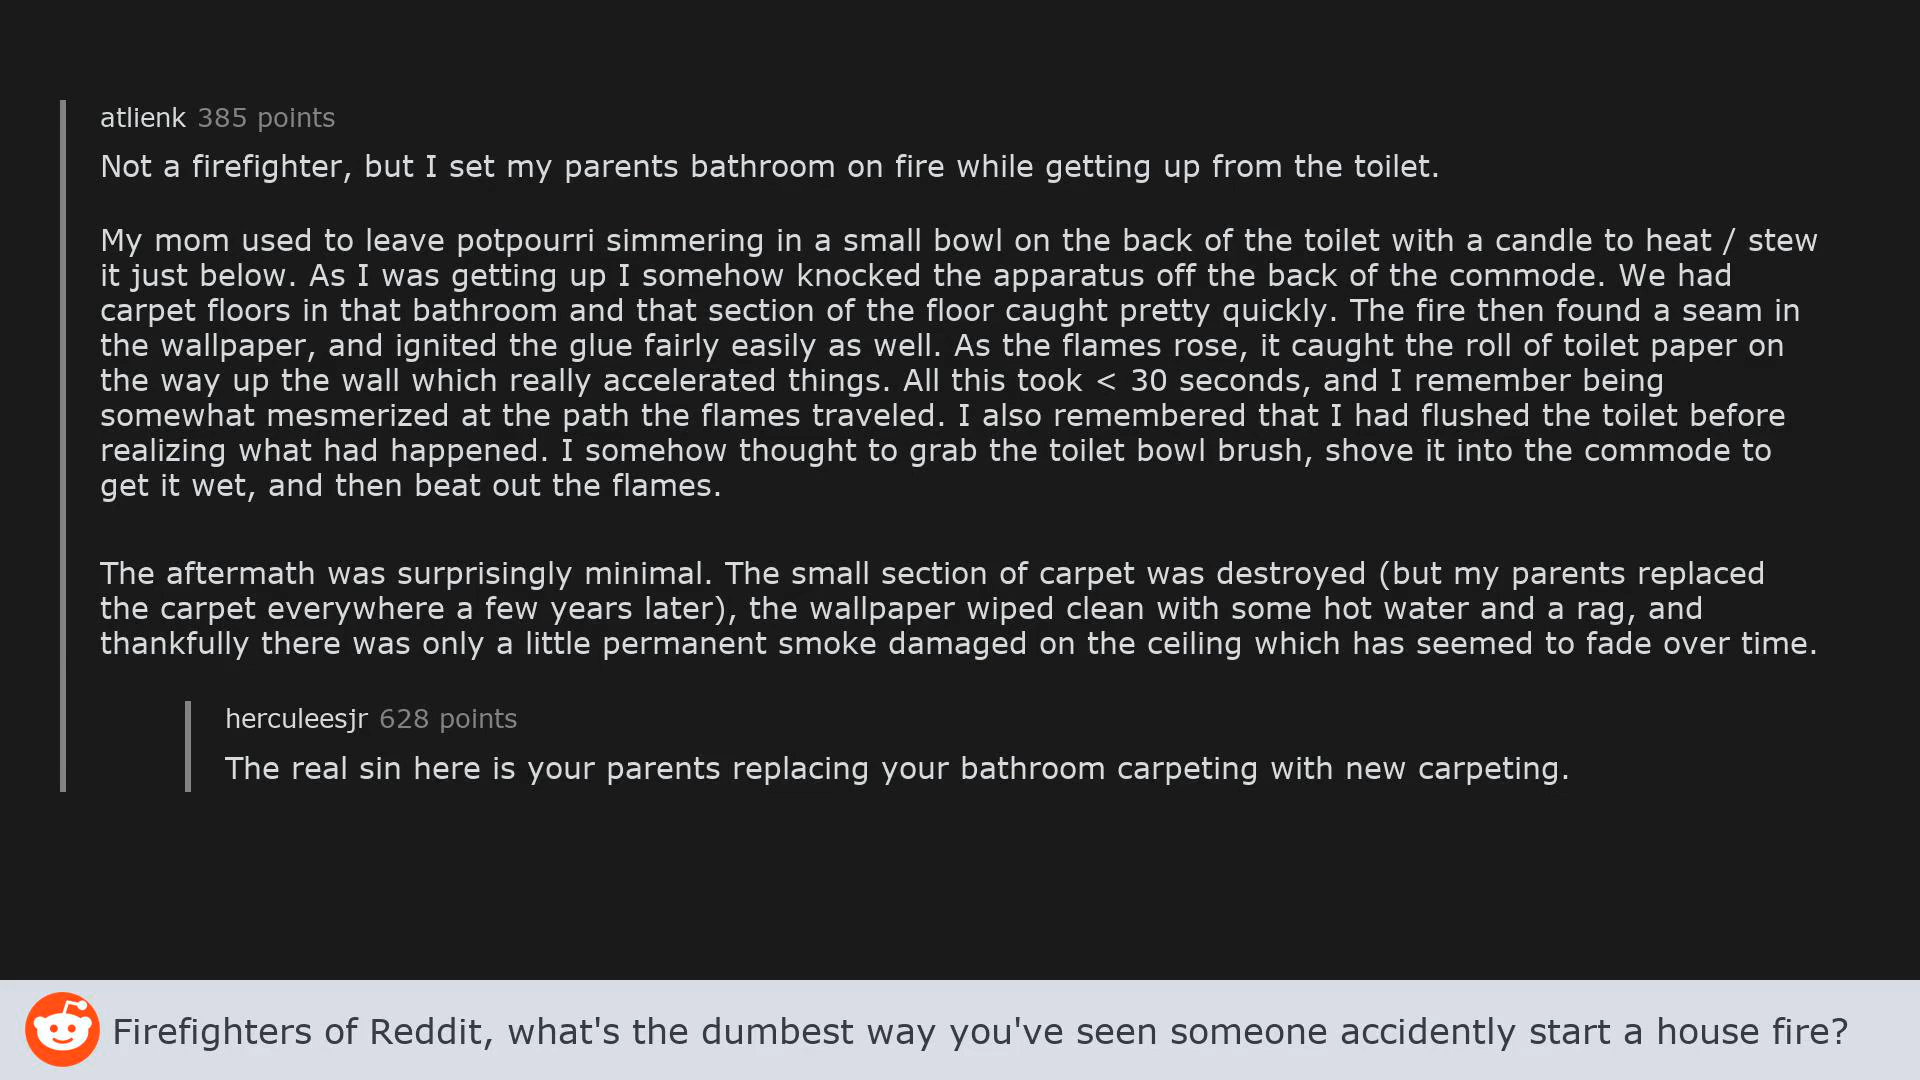 atlienk 385 points
Not a firefighter, but I set my parents bathroom on fire while getting up from the toilet.
My mom used to leave potpourri simmering in a small bowl on the back of the toilet with a candle to heat / stew
it just below. As I was getting up I somehow knocked the apparatus off the back of the commode. We had
carpet floors in that bathroom and that section of the floor caught pretty quickly. The fire then found a seam in
the wallpaper, and ignited the glue fairly easily as well. As the flames rose, it caught the roll of toilet paper on
the way up the wall which really accelerated things. All this took < 30 seconds, and I remember being
somewhat mesmerized at the path the flames traveled. I also remembered that I had flushed the toilet before
realizing what had happened. I somehow thought to grab the toilet bowl brush, shove it into the commode to
get it wet, and then beat out the flames.
The aftermath was surprisingly minimal. The small section of carpet was destroyed (but my parents replaced
the carpet everywhere a few years later), the wallpaper wiped clean with some hot water and a rag, and
thankfully there was only a little permanent smoke damaged on the ceiling which has seemed to fade over time.
herculeesjr 628 points
The real sin here is your parents replacing your bathroom carpeting with new carpeting.
Firefighters of Reddit, what's the dumbest way you've seen someone accidently start a house fire?